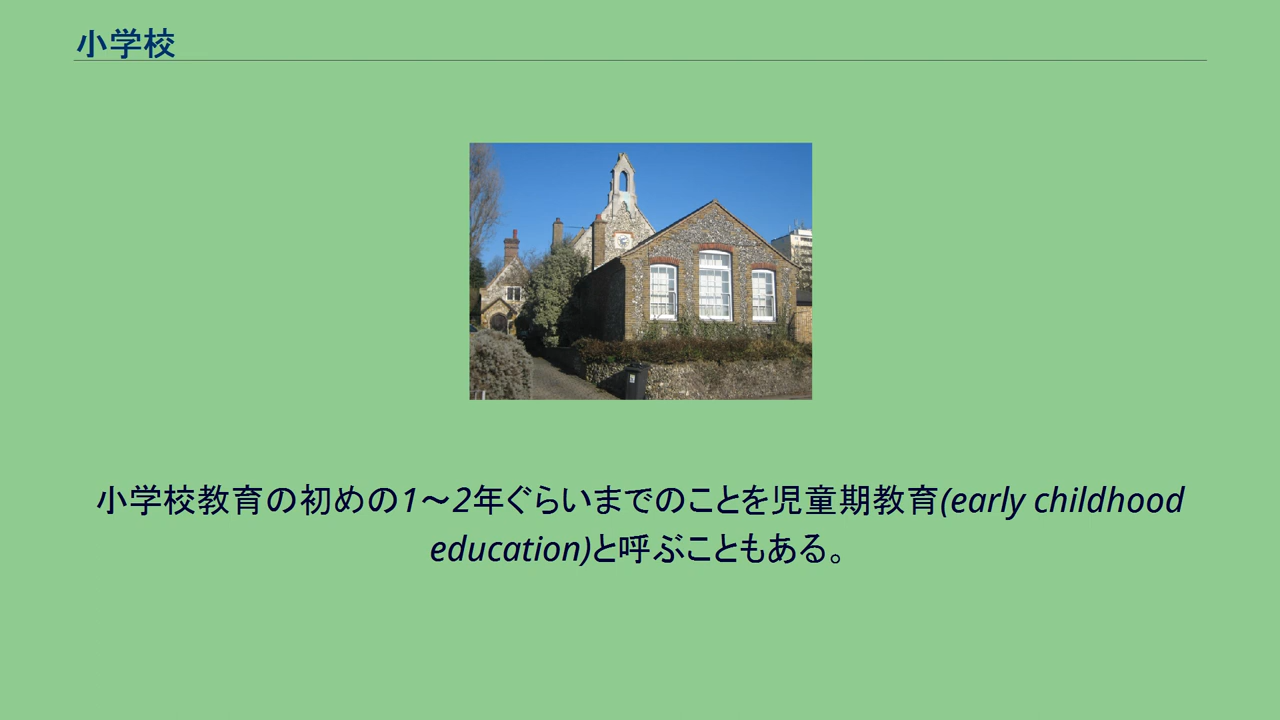 小学校
小学校教育の初めの1〜2年ぐらいまでのことを児童期教育(early childhood
education)と呼ぶこともある。